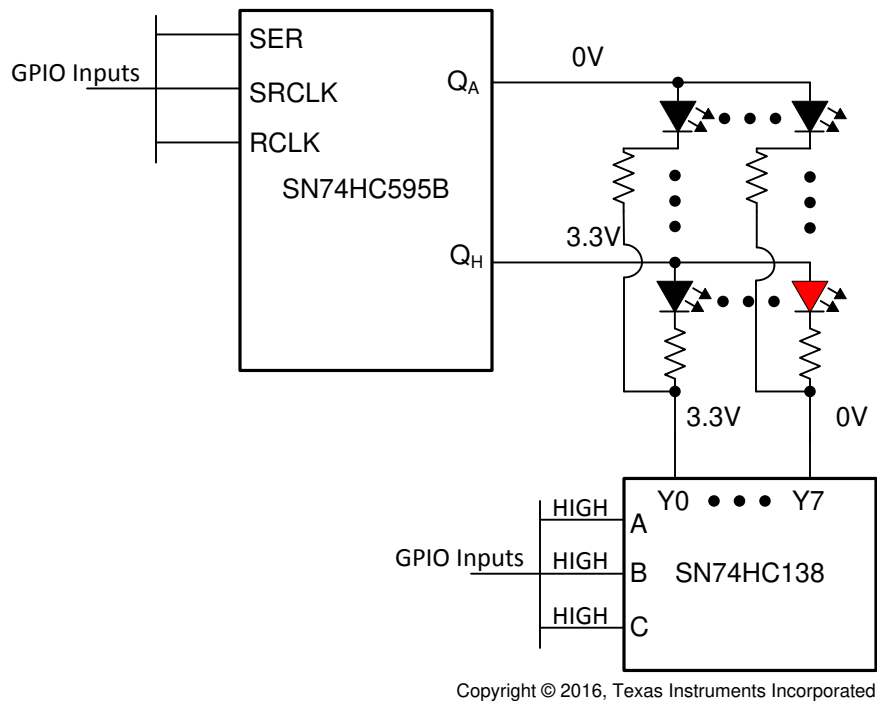 SER
GPIO Inputs
SRCLK
RCLK
SN74HC595B
QA
QH
0V
3.3V
3.3V
0V
Y0
Y7
HIGH
A
GPIO Inputs
HIGH
B
SN74HC138
HIGH
C
Copyright © 2016, Texas Instruments Incorporated